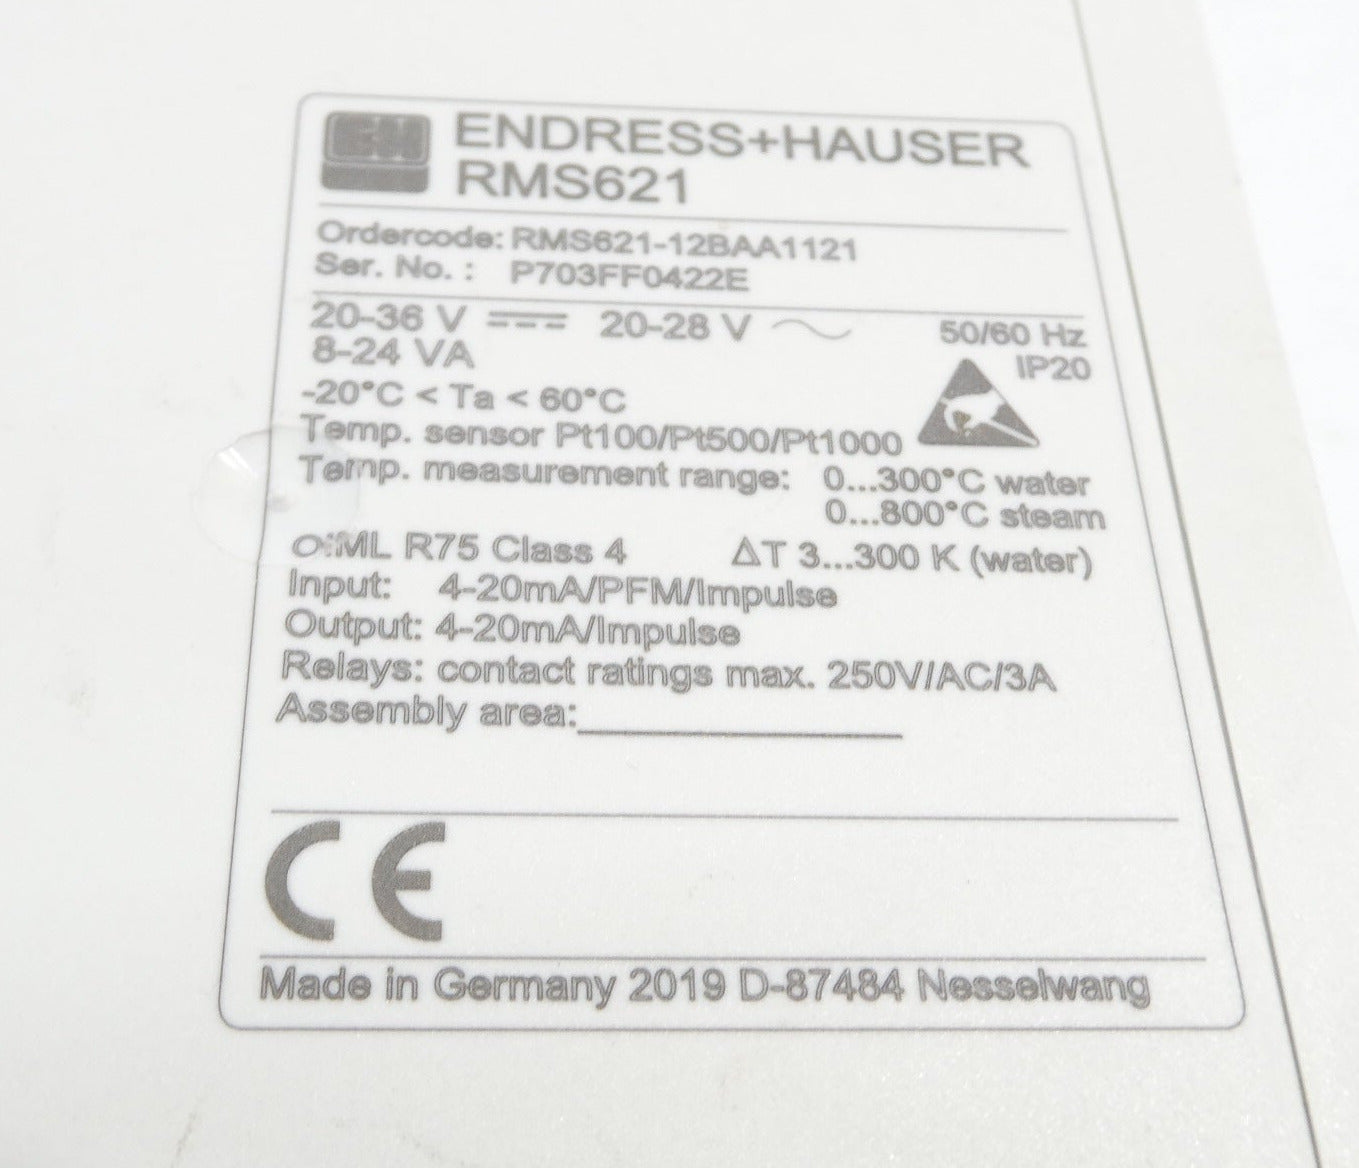 EH
ENDRESS+HAUSER
RMS621
Ordercode: RMS621-12BAA1121
Ser. No. : P703FF0422E
20-36 V 20-28 V 50/60 Hz
8-24 VA IP20
-20°C < Ta < 60°C
Temp. sensor Pt100/Pt500/Pt1000
Temp. measurement range: 0...300°C water
0...800°C steam
OIML R75 Class 4 ΔT 3...300 K (water)
Input: 4-20mA/PFM/Impulse
Output: 4-20mA/Impulse
Relays: contact ratings max. 250V/AC/3A
Assembly area:
CE
Made in Germany 2019 D-87484 Nesselwang